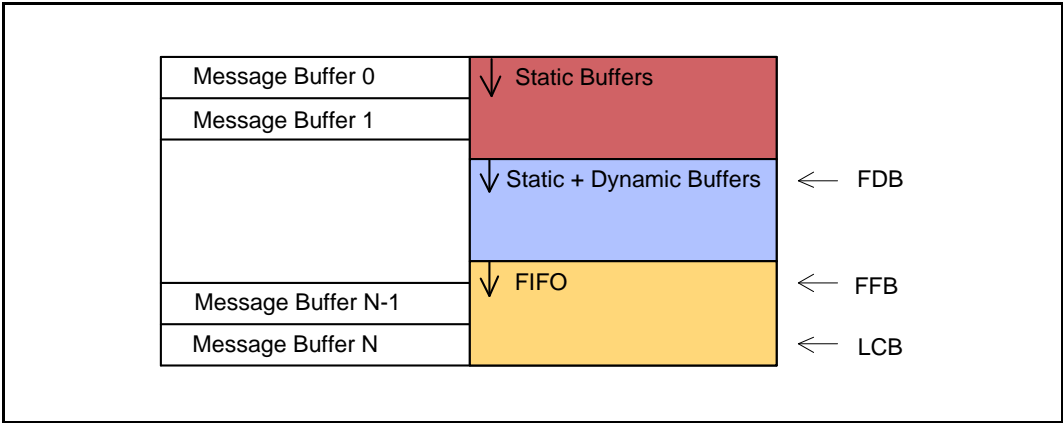 Message Buffer 0
Static Buffers
Message Buffer 1
Static + Dynamic Buffers
FDB
FIFO
FFB
Message Buffer N-1
Message Buffer N
LCB